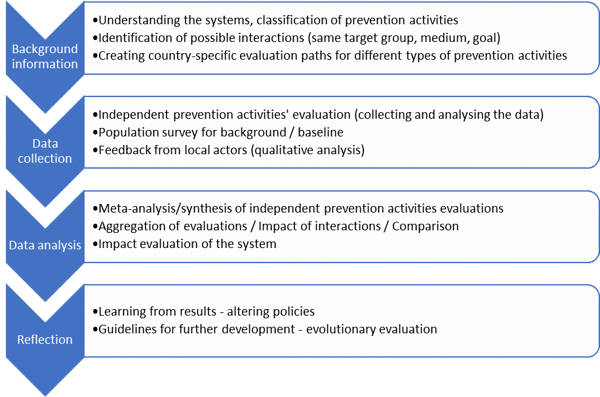 Background
information
•Understanding the systems, classification of prevention activities
•Identification of possible interactions (same target group, medium, goal)
•Creating country-specific evaluation paths for different types of prevention activities
Data
collection
•Independent prevention activities' evaluation (collecting and analysing the data)
•Population survey for background / baseline
•Feedback from local actors (qualitative analysis)
Data analysis
•Meta-analysis/synthesis of independent prevention activities evaluations
•Aggregation of evaluations / Impact of interactions / Comparison
•Impact evaluation of the system
Reflection
•Learning from results - altering policies
•Guidelines for further development - evolutionary evaluation